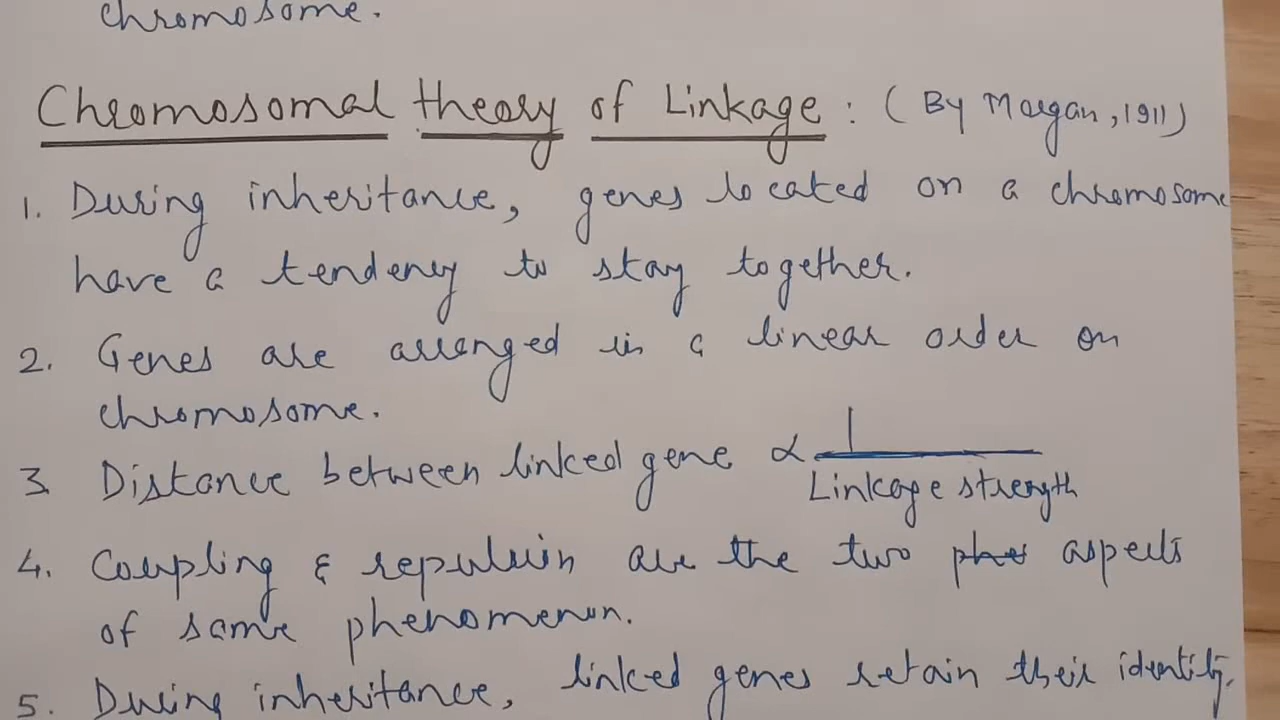 chromosome.
Chromosomal theory of Linkage : ( By Morgan, 1911)
1. During inheritance, genes located on a chromosome
have a tendency to stay together.
2. Genes are arranged in a linear order on
chromosome.
3. Distance between linked gene ∝ 1
Linkage strength
4. Coupling & repulsion are the two aspects
of same phenomenon.
5. During inheritance, linked genes retain their identity.